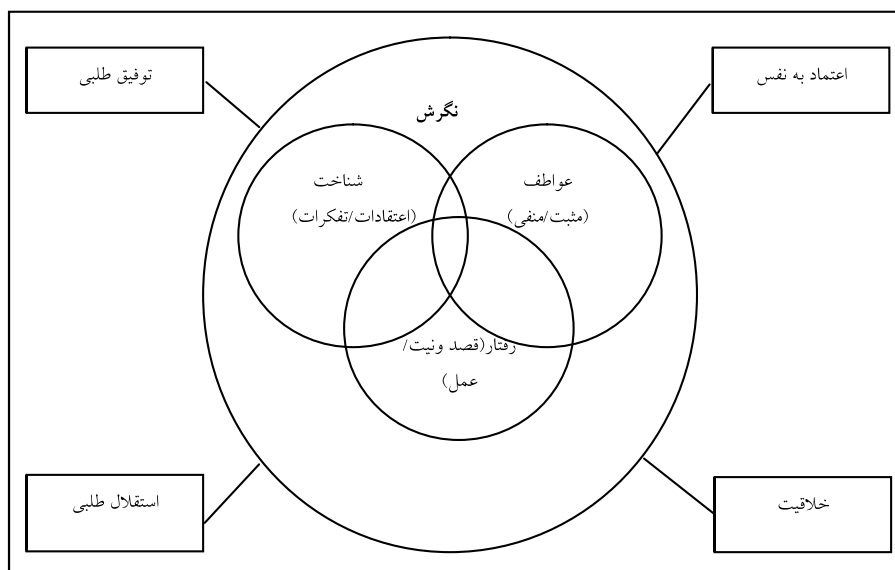 اعتماد به نفس
توفیق طلبی
نگرش
عواطف
(مثبت/منفی)
شناخت
(اعتقادات/تفکرات)
رفتار(قصد ونیت/
عمل)
خلاقیت
استقلال طلبی